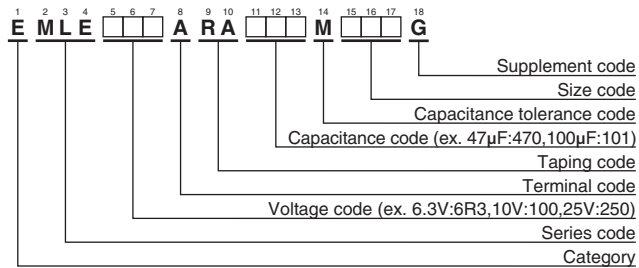 1 2 3 4 5 6 7 8 9 10 11 12 13 14 15 16 17 18
E M L E A R A M G
Supplement code
Size code
Capacitance tolerance code
Capacitance code (ex. 47µF:470,100µF:101)
Taping code
Terminal code
Voltage code (ex. 6.3V:6R3,10V:100,25V:250)
Series code
Category